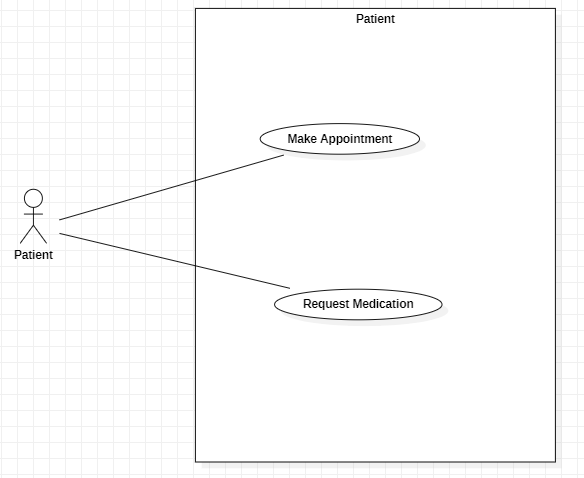 Patient
Make Appointment
Patient
Request Medication